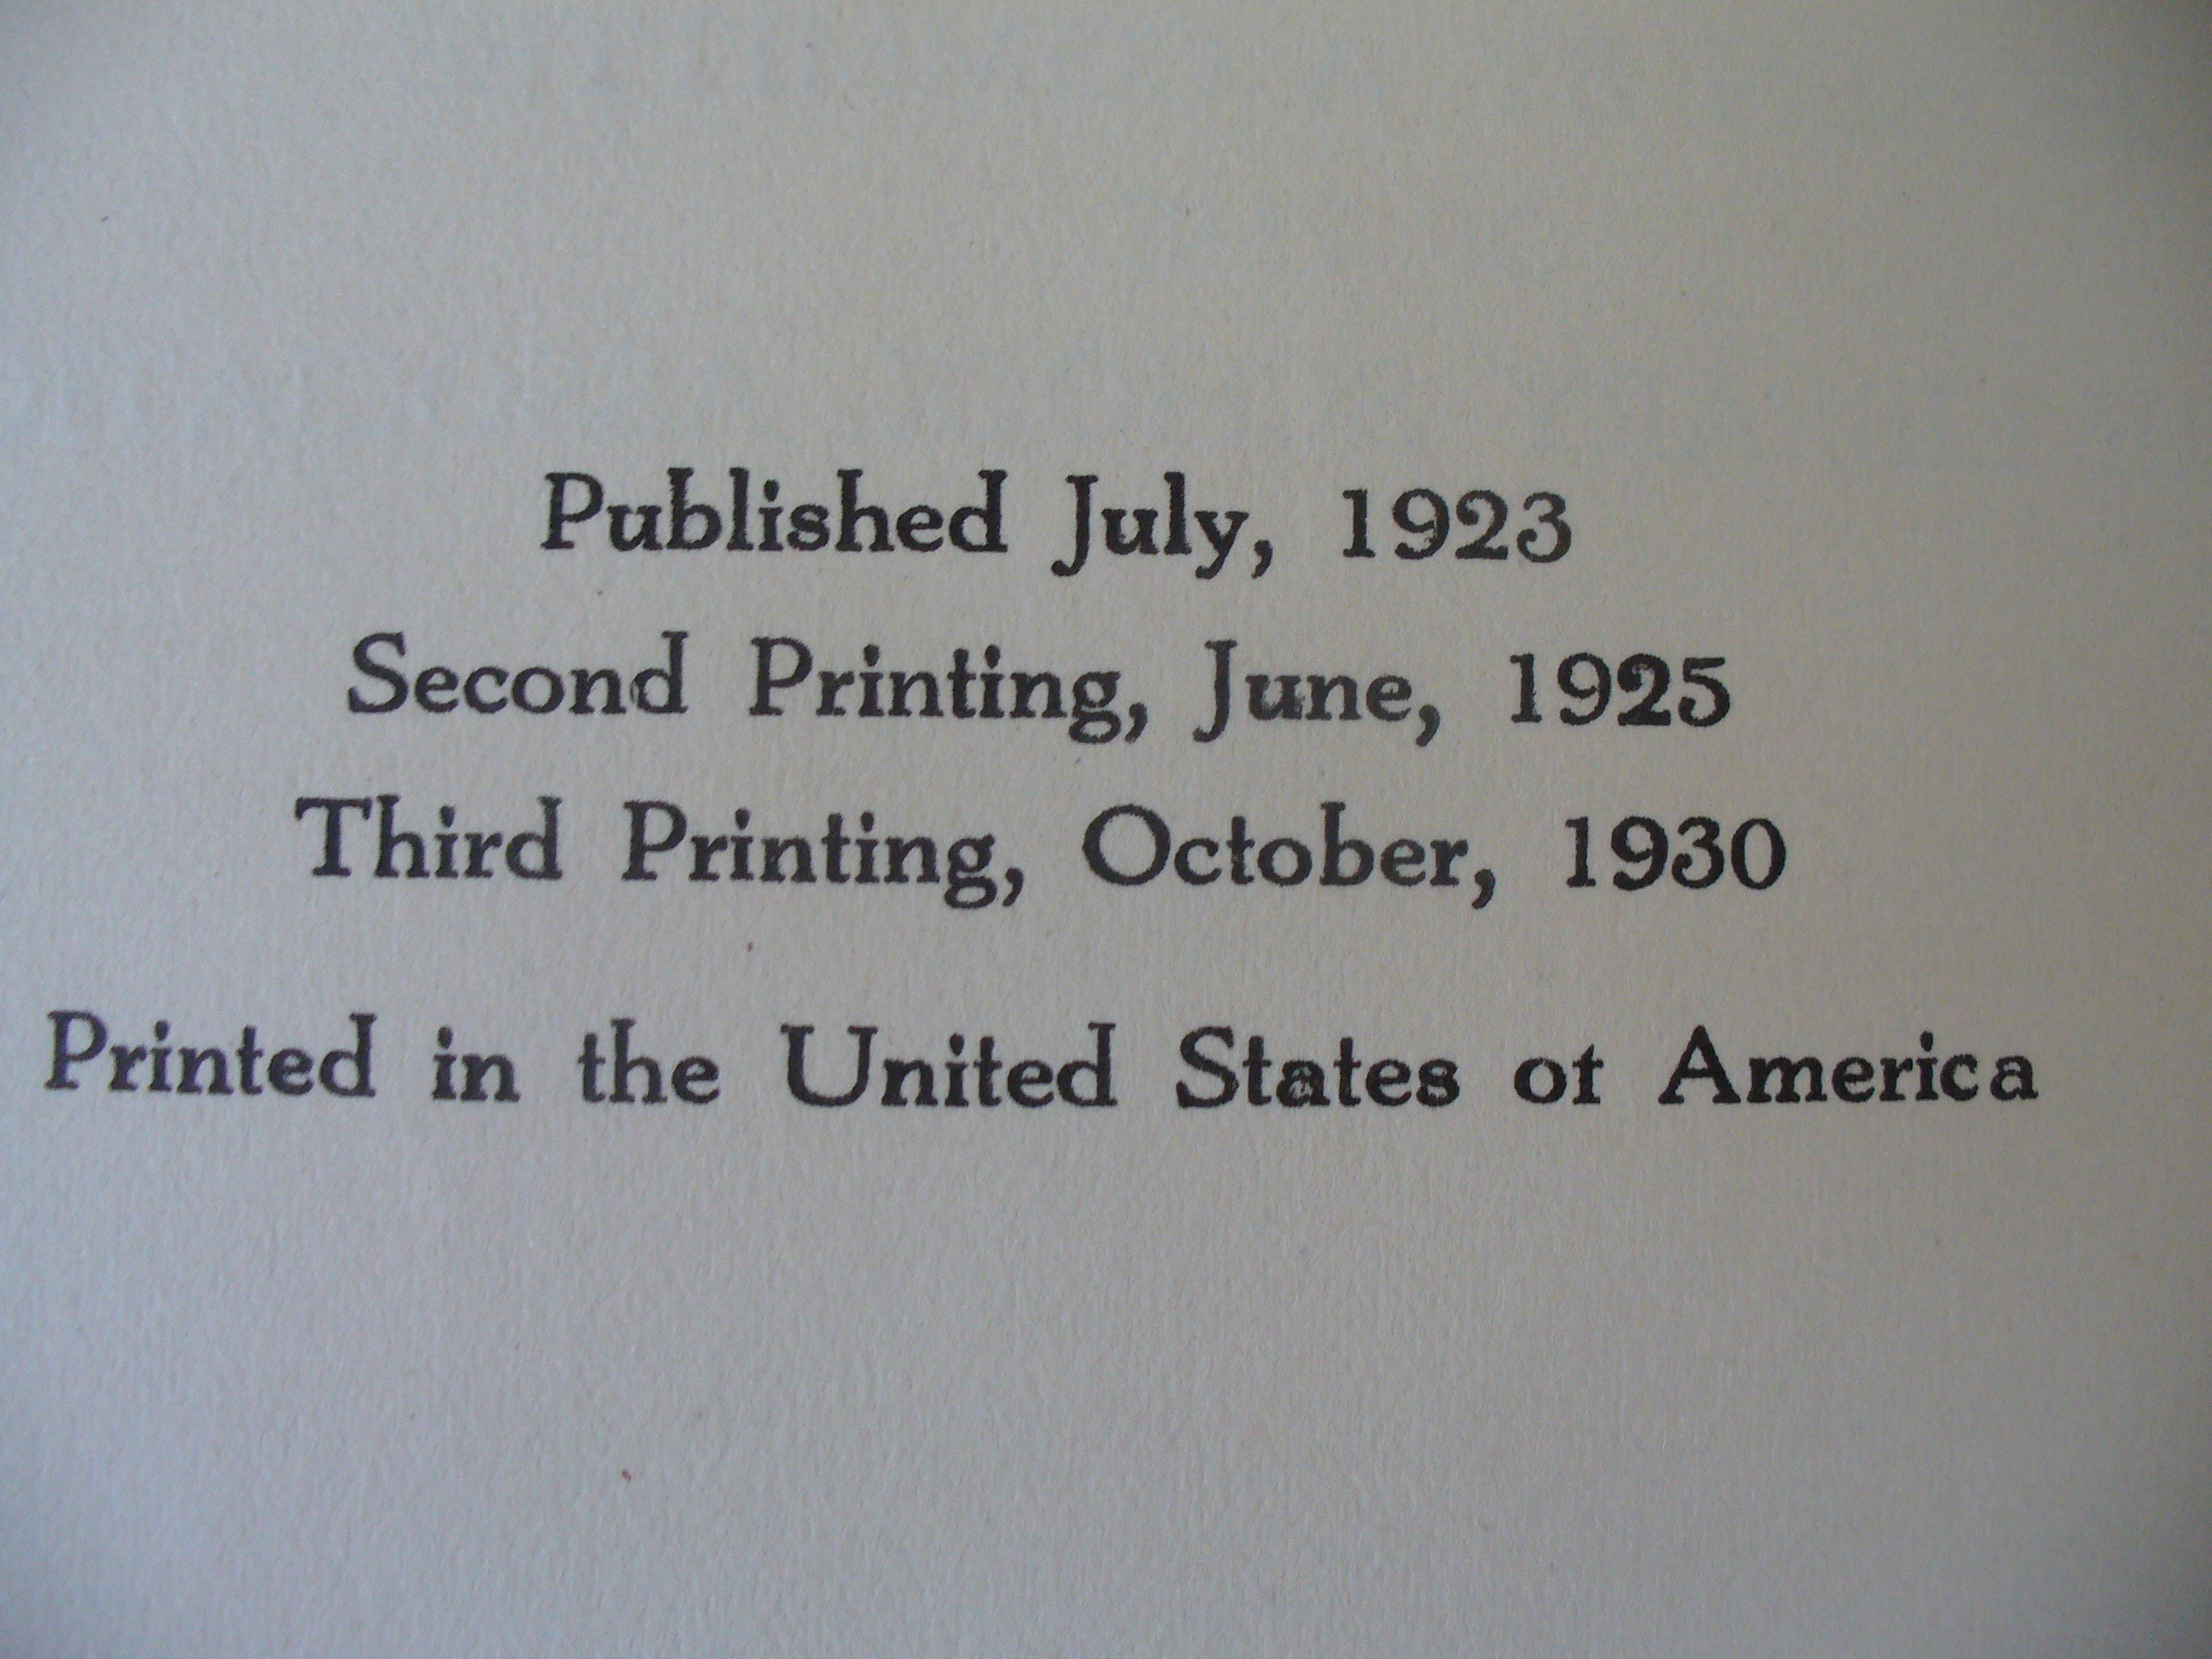 Published July, 1923
Second Printing, June, 1925
Third Printing, October, 1930
Printed in the United States of America